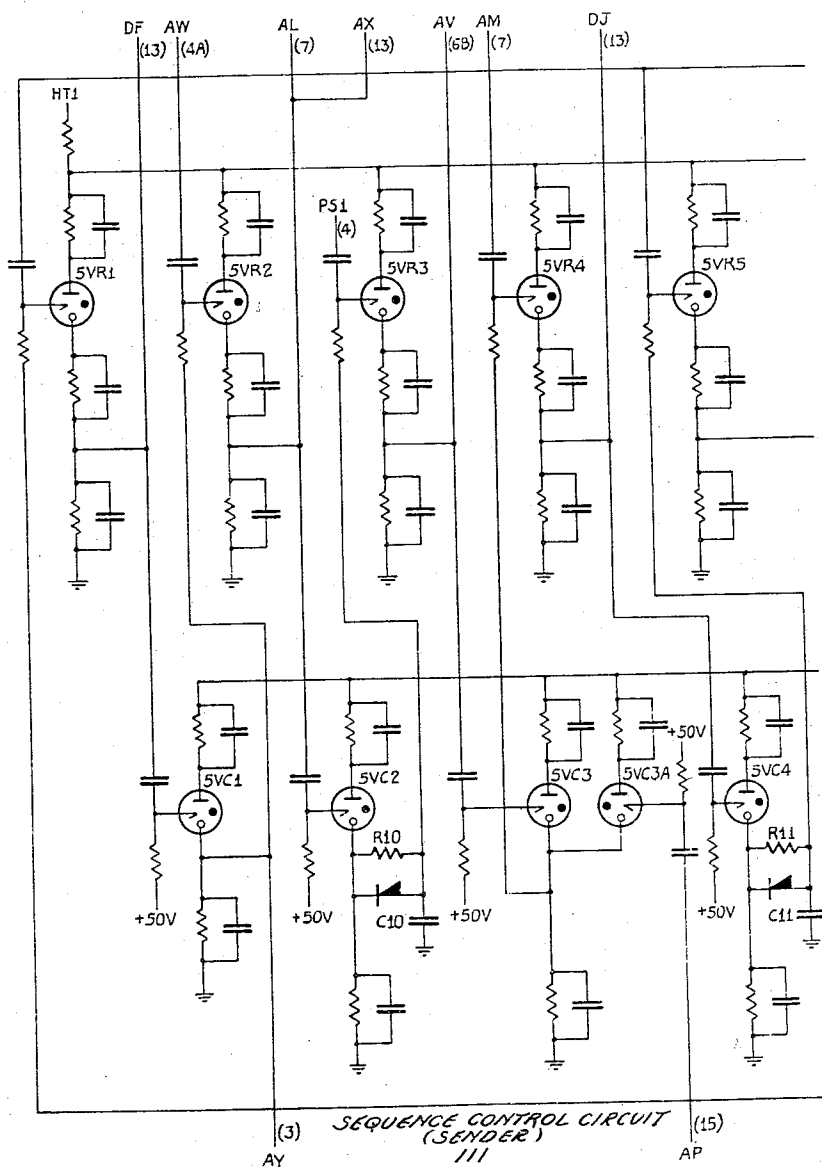 DF AW AL AX AV AM DJ
(13) (4A) (7) (13) (6B) (7) (13)
HT1
PS1
(4)
5VR1 5VR2 5VR3 5VR4 5VR5
+50V
5VC1 5VC2 5VC3 5VC3A 5VC4
R10 R11
+50V +50V C10 +50V +50V C11
SEQUENCE CONTROL CIRCUIT
(SENDER)
III
(3) (15)
AY AP